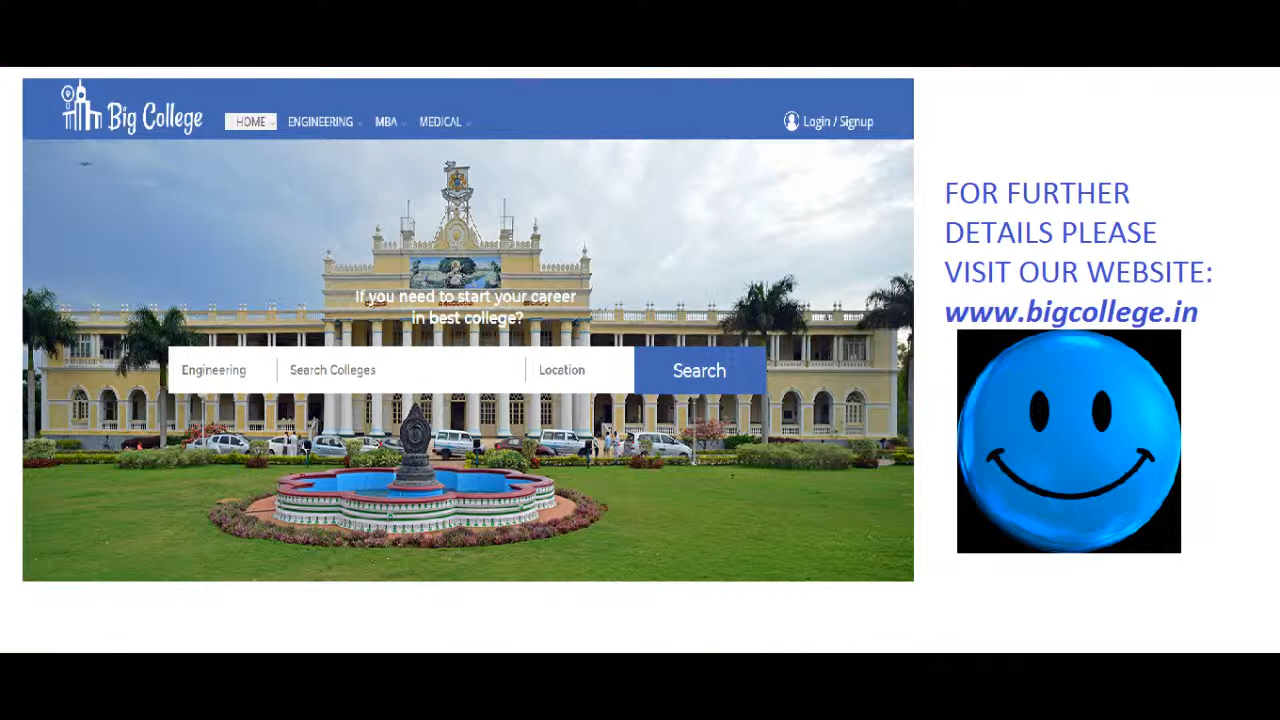 Big College
HOME ENGINEERING MBA MEDICAL
Login / Signup
If you need to start your career
in best college?
Engineering Search Colleges Location Search
FOR FURTHER
DETAILS PLEASE
VISIT OUR WEBSITE:
www.bigcollege.in